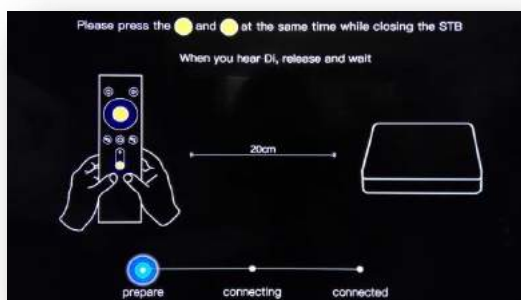 Please press the and at the same time while closing the STB
When you hear Di, release and wait
20cm
prepare connecting connected